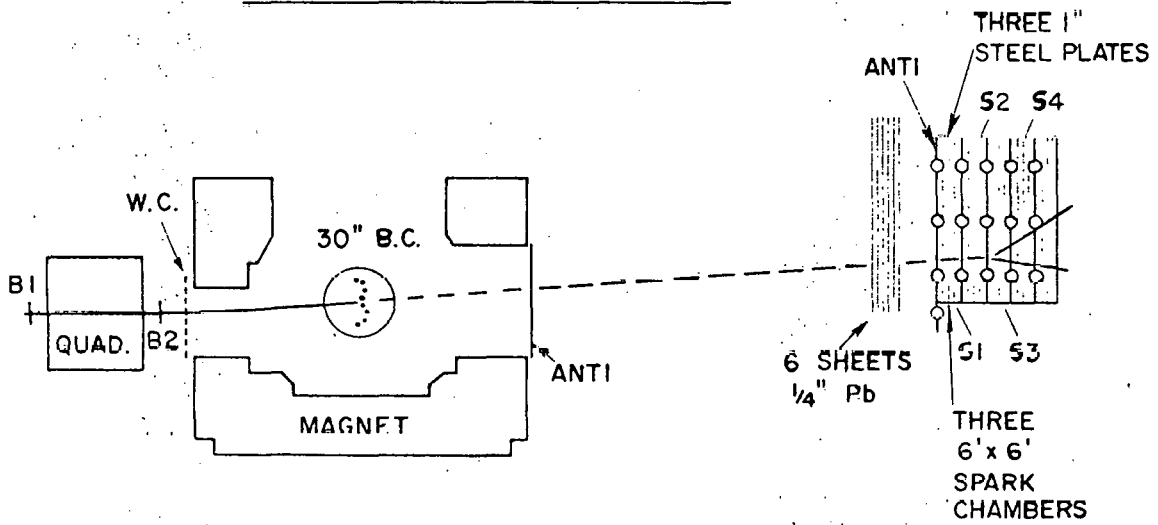 THREE 1"
STEEL PLATES
ANTI
S2 S4
W.C.
30" B.C.
B1
QUAD.
B2
ANTI
MAGNET
6 SHEETS
1/4" Pb
S1 S3
THREE
6' x 6'
SPARK
CHAMBERS